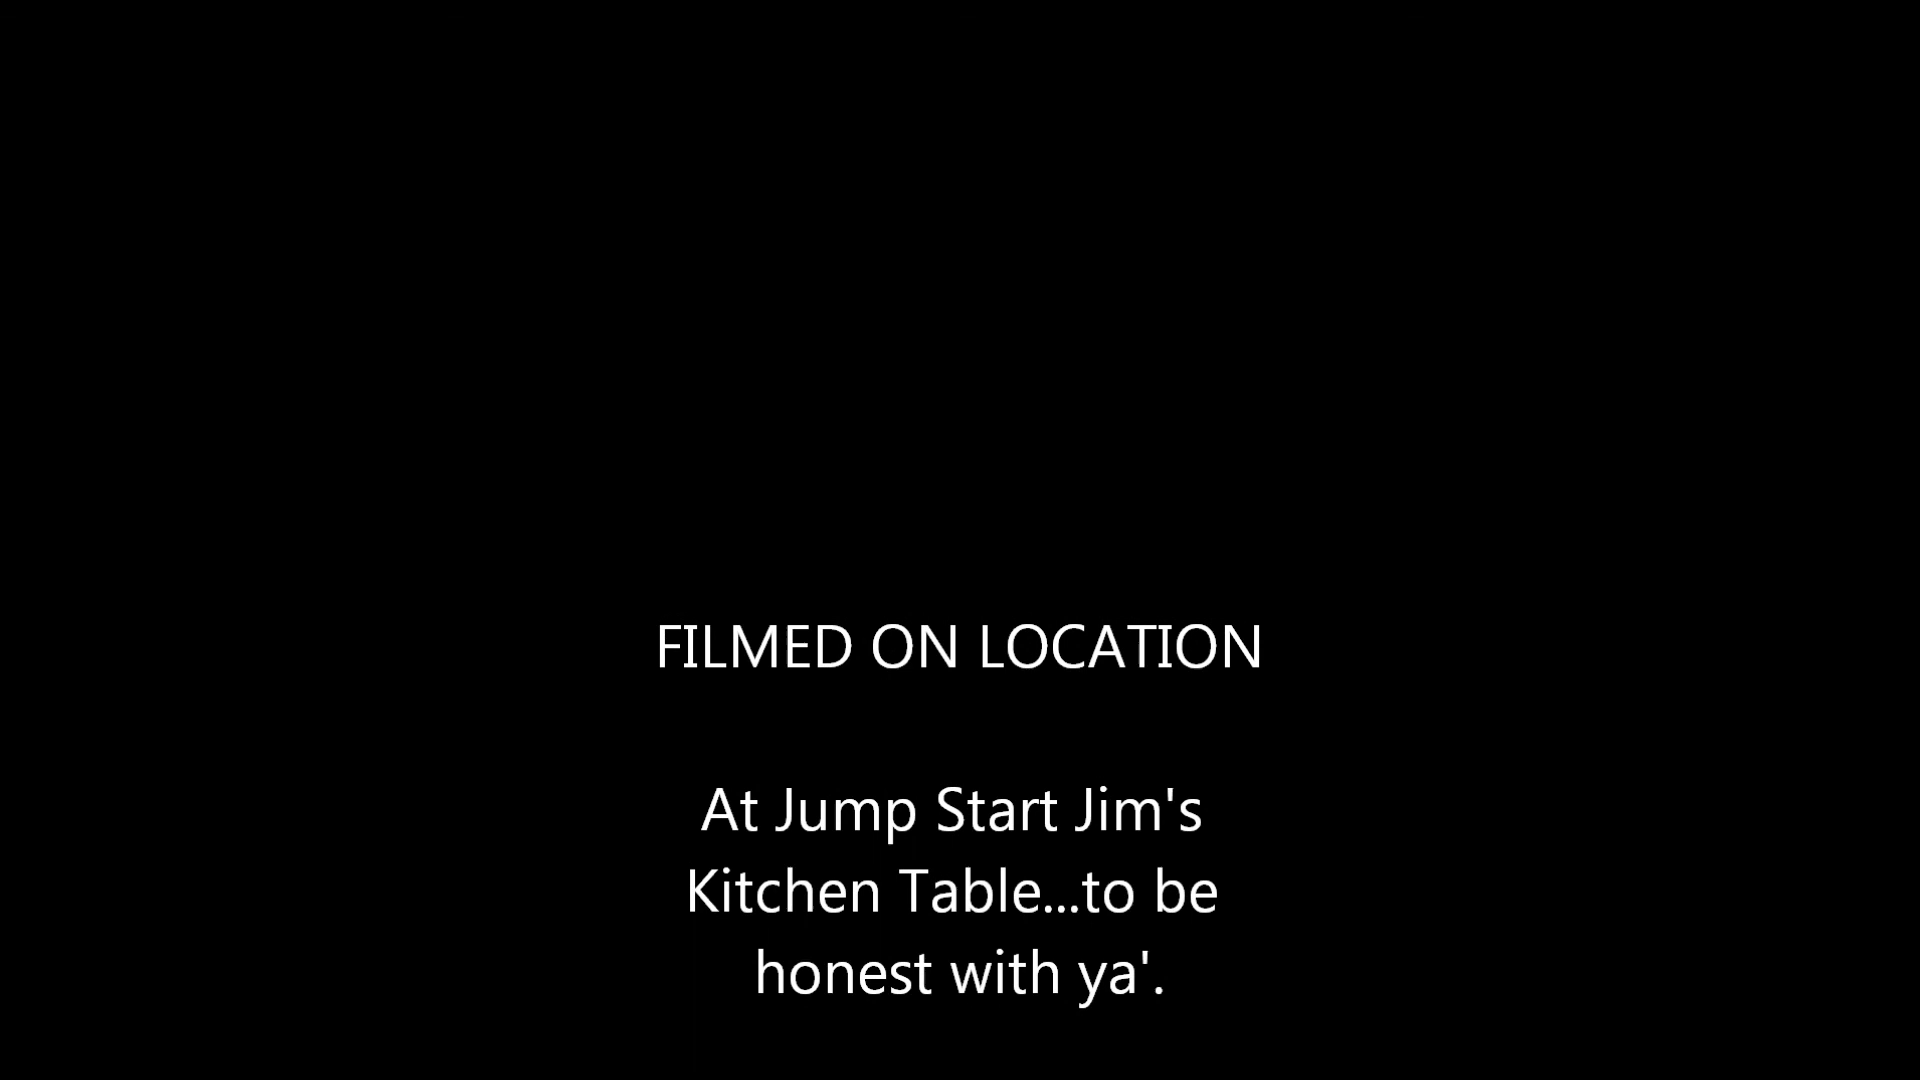 FILMED ON LOCATION
At Jump Start Jim's
Kitchen Table...to be
honest with ya'.